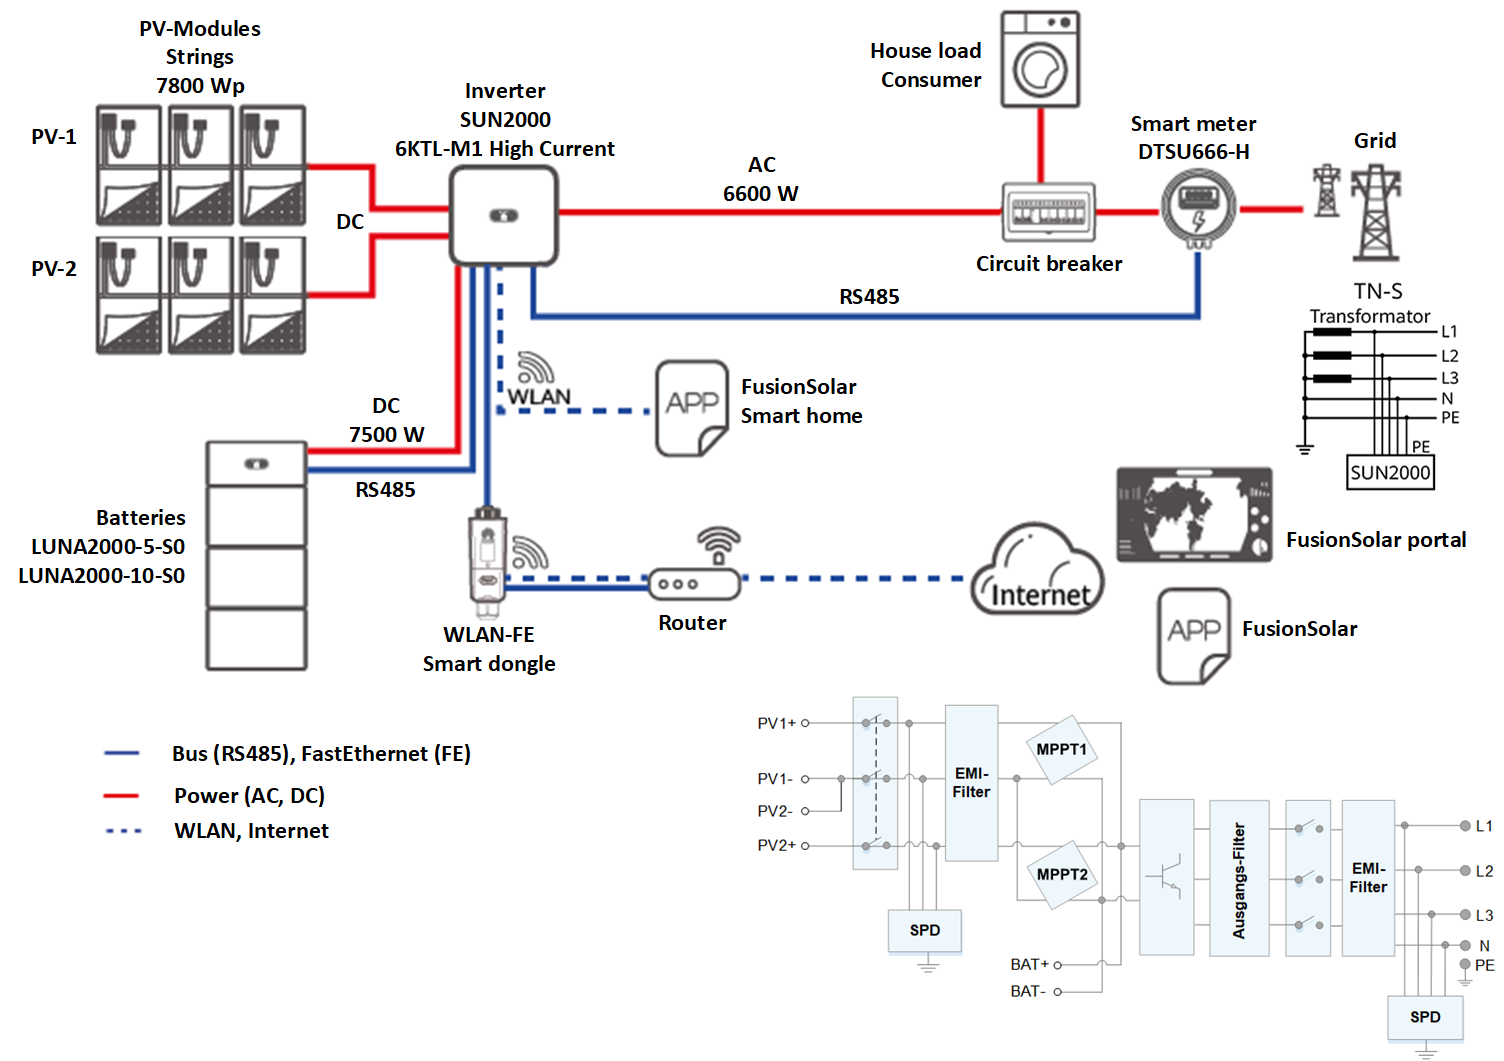 PV-Modules
Strings
7800 Wp
PV-1
PV-2
DC
Inverter
SUN2000
6KTL-M1 High Current
AC
6600 W
House load
Consumer
Circuit breaker
Smart meter
DTSU666-H
Grid
RS485
TN-S
Transformator
L1
L2
L3
N
PE
PE
SUN2000
WLAN
APP
FusionSolar
Smart home
DC
7500 W
RS485
Batteries
LUNA2000-5-S0
LUNA2000-10-S0
WLAN-FE
Smart dongle
Router
Internet
FusionSolar portal
APP
FusionSolar
Bus (RS485), FastEthernet (FE)
Power (AC, DC)
WLAN, Internet
PV1+
PV1-
PV2-
PV2+
EMI-
Filter
MPPT1
MPPT2
SPD
BAT+
BAT-
Ausgangs-Filter
EMI-
Filter
L1
L2
L3
N
PE
SPD